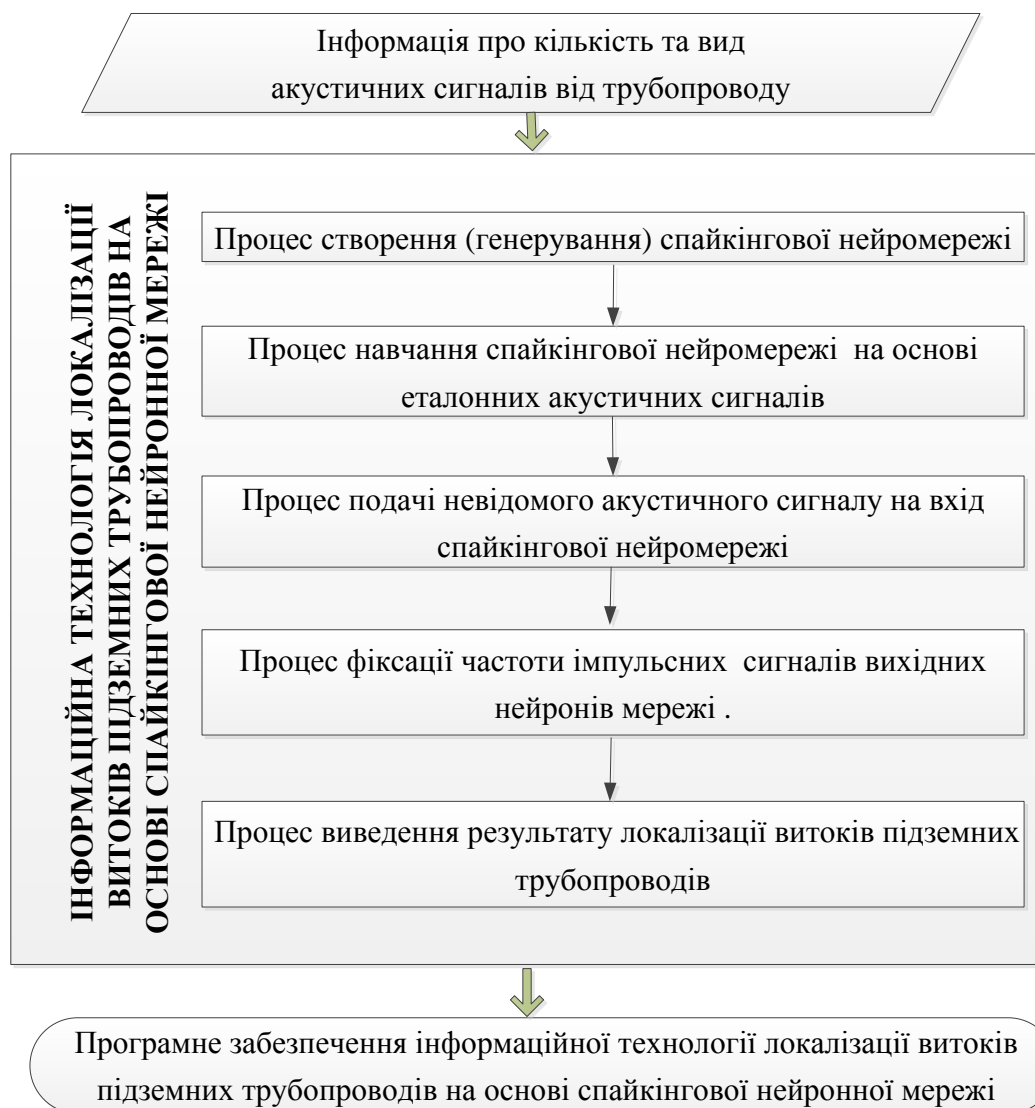 Інформація про кількість та вид
акустичних сигналів від трубопроводу
ІНФОРМАЦІЙНА ТЕХНОЛОГІЯ ЛОКАЛІЗАЦІЇ
ВИТОКІВ ПІДЗЕМНИХ ТРУБОПРОВОДІВ НА
ОСНОВІ СПАЙКІНГОВОЇ НЕЙРОННОЇ МЕРЕЖІ
Процес створення (генерування) спайкінгової нейромережі
Процес навчання спайкінгової нейромережі на основі
еталонних акустичних сигналів
Процес подачі невідомого акустичного сигналу на вхід
спайкінгової нейромережі
Процес фіксації частоти імпульсних сигналів вихідних
нейронів мережі .
Процес виведення результату локалізації витоків підземних
трубопроводів
Програмне забезпечення інформаційної технології локалізації витоків
підземних трубопроводів на основі спайкінгової нейронної мережі